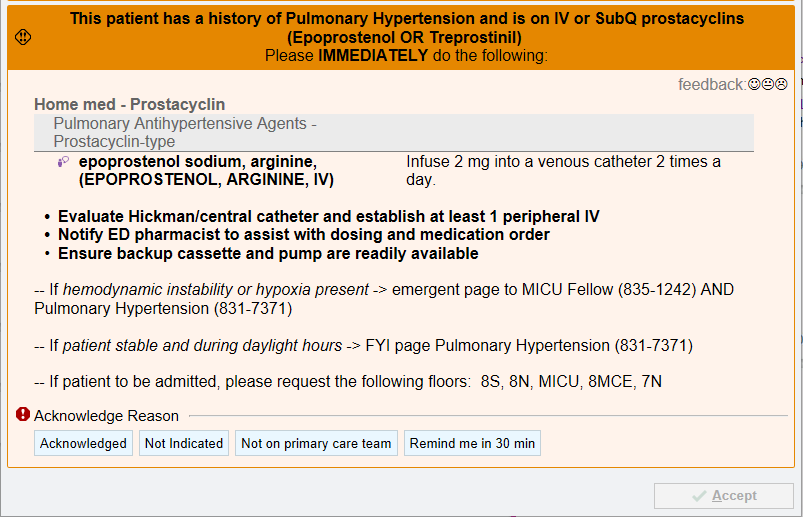 This patient has a history of Pulmonary Hypertension and is on IV or SubQ prostacyclins
(Epoprostenol OR Treprostinil)
Please IMMEDIATELY do the following:
feedback:
Home med - Prostacyclin
Pulmonary Antihypertensive Agents -
Prostacyclin-type
epoprostenol sodium, arginine, Infuse 2 mg into a venous catheter 2 times a
(EPOPROSTENOL, ARGININE, IV) day.
• Evaluate Hickman/central catheter and establish at least 1 peripheral IV
• Notify ED pharmacist to assist with dosing and medication order
• Ensure backup cassette and pump are readily available
-- If hemodynamic instability or hypoxia present -> emergent page to MICU Fellow (835-1242) AND
Pulmonary Hypertension (831-7371)
-- If patient stable and during daylight hours -> FYI page Pulmonary Hypertension (831-7371)
-- If patient to be admitted, please request the following floors: 8S, 8N, MICU, 8MCE, 7N
Acknowledge Reason
Acknowledged Not Indicated Not on primary care team Remind me in 30 min
Accept